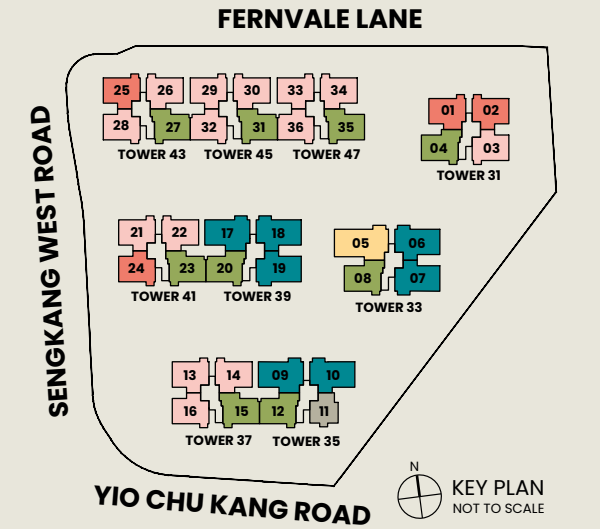 FERNVALE LANE
SENGKANG WEST ROAD
25 26 29 30 33 34
28 27 32 31 36 35
TOWER 43 TOWER 45 TOWER 47
01 02
04 03
TOWER 31
21 22 17 18
24 23 20 19
TOWER 41 TOWER 39
05 06
08 07
TOWER 33
13 14 09 10
16 15 12 11
TOWER 37 TOWER 35
YIO CHU KANG ROAD
N
KEY PLAN
NOT TO SCALE